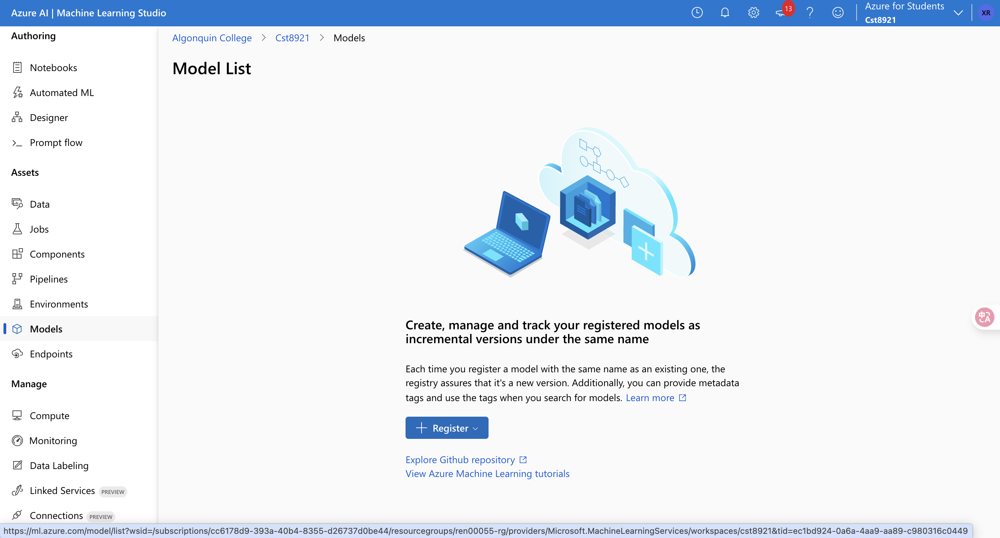 Azure AI | Machine Learning Studio
13
Azure for Students
Cst8921
XR
Authoring
Notebooks
Automated ML
Designer
Prompt flow
Assets
Data
Jobs
Components
Pipelines
Environments
Models
Endpoints
Manage
Compute
Monitoring
Data Labeling
Linked Services PREVIEW
Connections PREVIEW
Algonquin College > Cst8921 > Models
Model List
Create, manage and track your registered models as
incremental versions under the same name
Each time you register a model with the same name as an existing one, the
registry assures that it's a new version. Additionally, you can provide metadata
tags and use the tags when you search for models. Learn more
Register
Explore Github repository
View Azure Machine Learning tutorials
中A
https://ml.azure.com/model/list?wsid=/subscriptions/cc6178d9-393a-40b4-8355-d26737d0be44/resourcegroups/ren00055-rg/providers/Microsoft.MachineLearningServices/workspaces/cst8921&tid=ec1bd924-0a6a-4aa9-aa89-c980316c0449